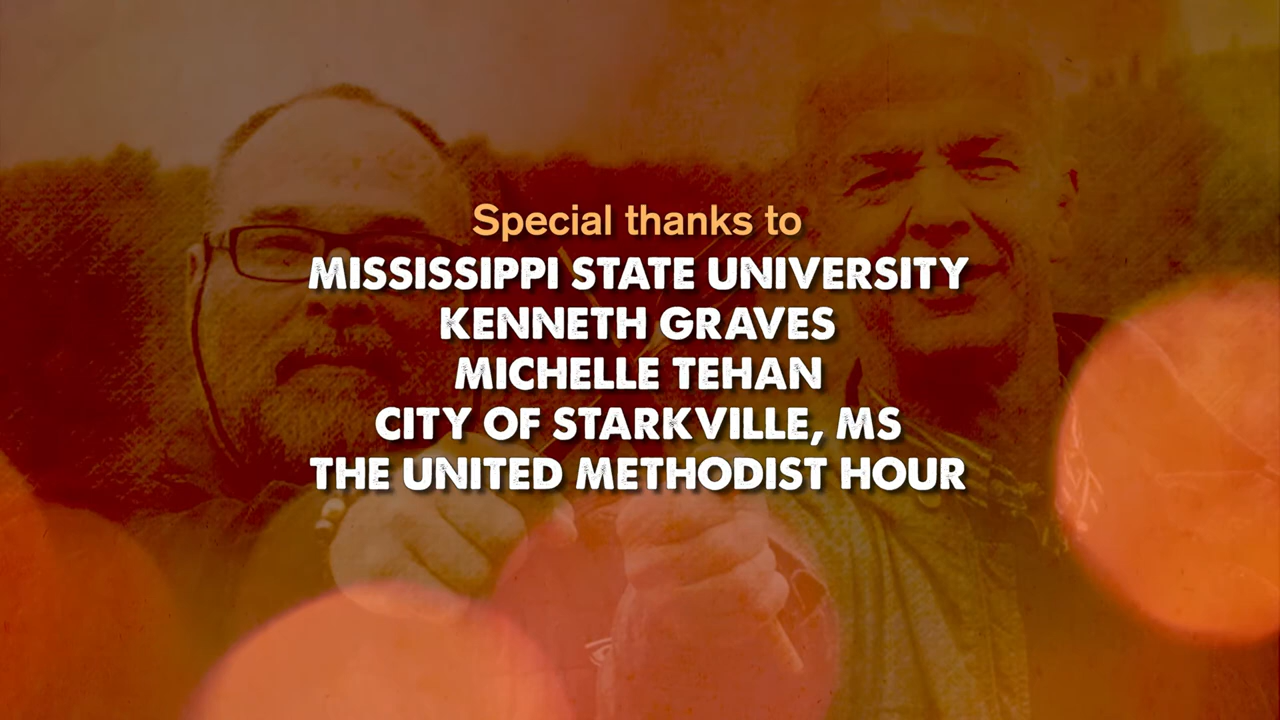 Special thanks to
MISSISSIPPI STATE UNIVERSITY
KENNETH GRAVES
MICHELLE TEHAN
CITY OF STARKVILLE, MS
THE UNITED METHODIST HOUR